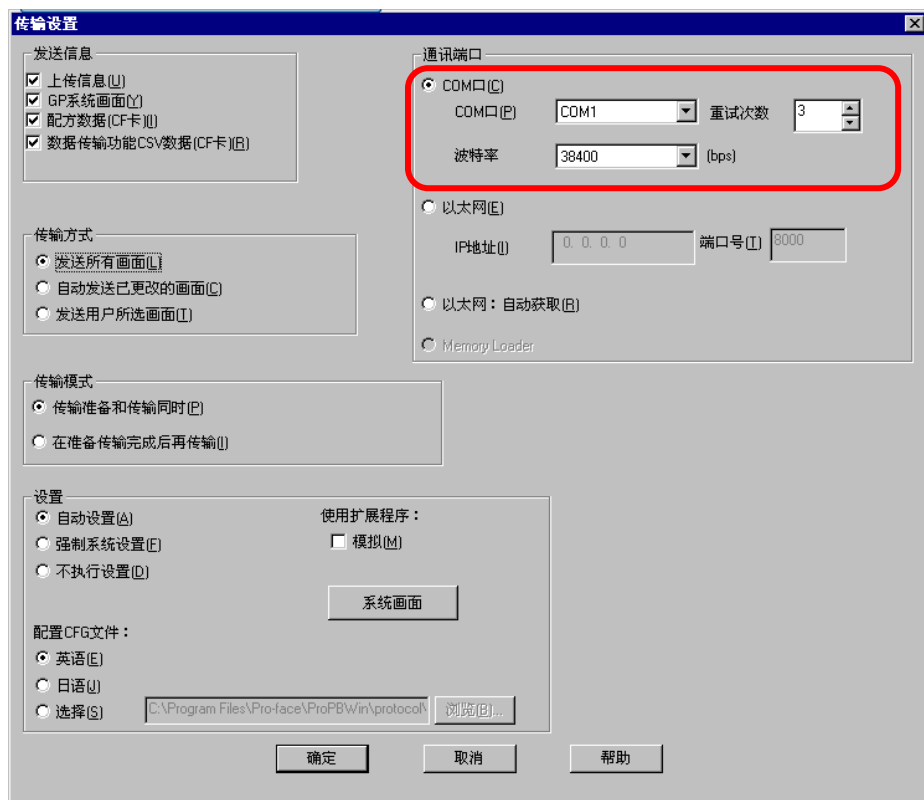 传输设置
发送信息
上传信息(U)
GP系统画面(Y)
配方数据(CF卡)(I)
数据传输功能CSV数据(CF卡)(R)
通讯端口
COM口(C)
COM口(P) COM1 重试次数 3
波特率 38400 (bps)
以太网(E)
IP地址(I) 0. 0. 0. 0 端口号(T) 8000
以太网：自动获取(R)
Memory Loader
传输方式
发送所有画面(L)
自动发送已更改的画面(C)
发送用户所选画面(T)
传输模式
传输准备和传输同时(P)
在准备传输完成后再传输(I)
设置
自动设置(A) 使用扩展程序：
强制系统设置(F) 模拟(M)
不执行设置(D)
系统画面
配置CFG文件：
英语(E)
日语(J)
选择(S) C:\Program Files\Pro-face\ProPBWin\protocol\ 浏览(B)...
确定 取消 帮助